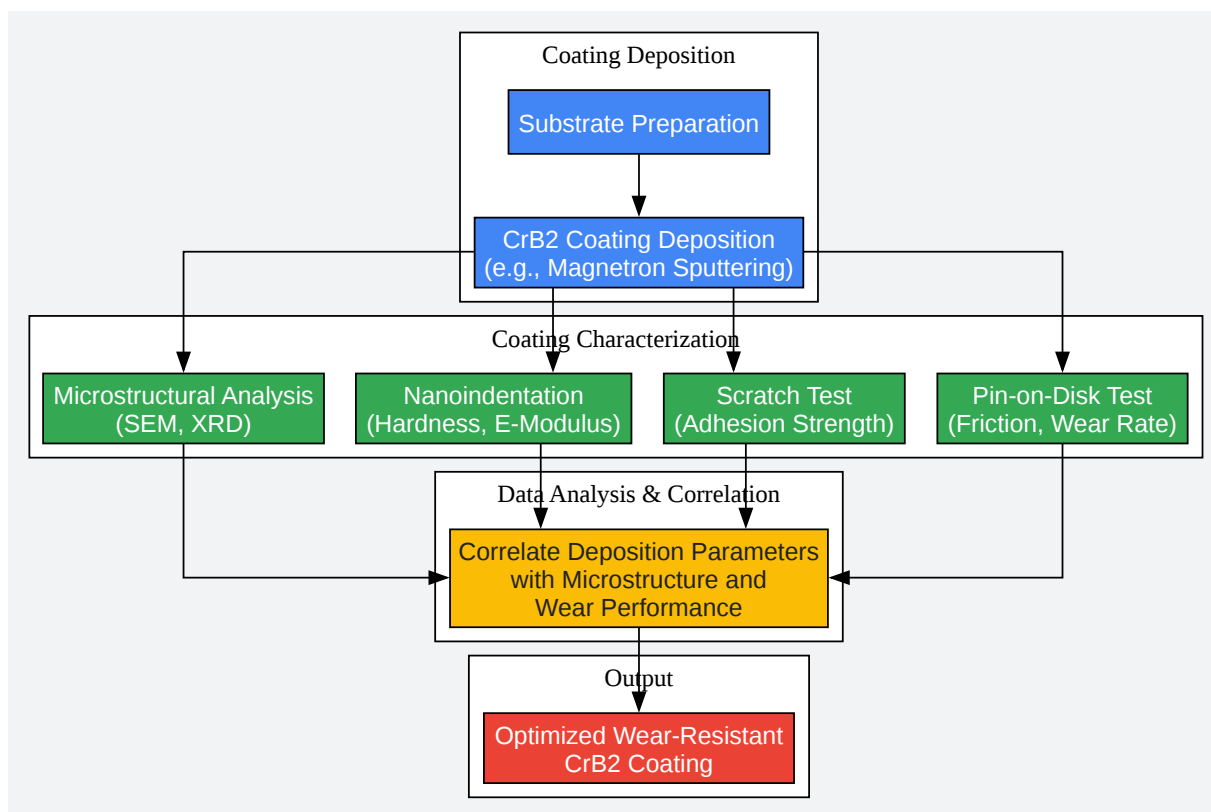 Coating Deposition
Substrate Preparation
CrB2 Coating Deposition
(e.g., Magnetron Sputtering)
Coating Characterization
Microstructural Analysis
(SEM, XRD)
Nanoindentation
(Hardness, E-Modulus)
Scratch Test
(Adhesion Strength)
Pin-on-Disk Test
(Friction, Wear Rate)
Data Analysis & Correlation
Correlate Deposition Parameters
with Microstructure and
Wear Performance
Output
Optimized Wear-Resistant
CrB2 Coating